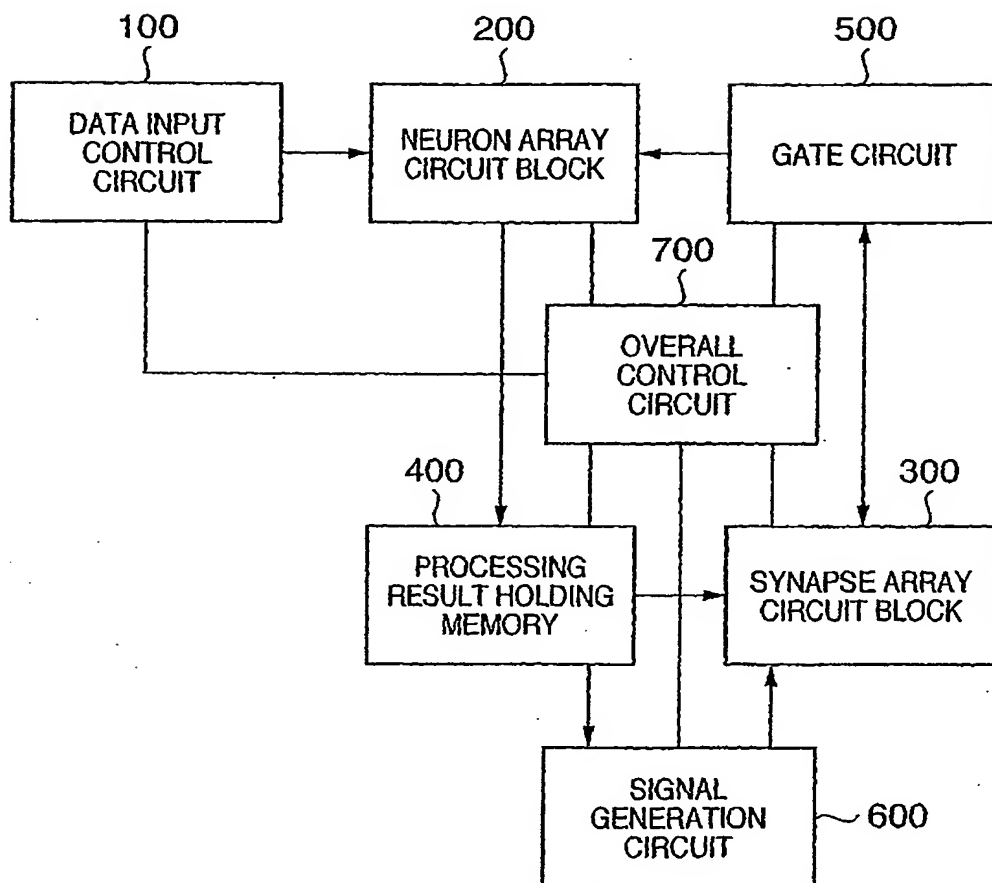 100
200
500
DATA INPUT
CONTROL
CIRCUIT
NEURON ARRAY
CIRCUIT BLOCK
GATE CIRCUIT
700
OVERALL
CONTROL
CIRCUIT
400
300
PROCESSING
RESULT HOLDING
MEMORY
SYNAPSE ARRAY
CIRCUIT BLOCK
SIGNAL
GENERATION
CIRCUIT
600